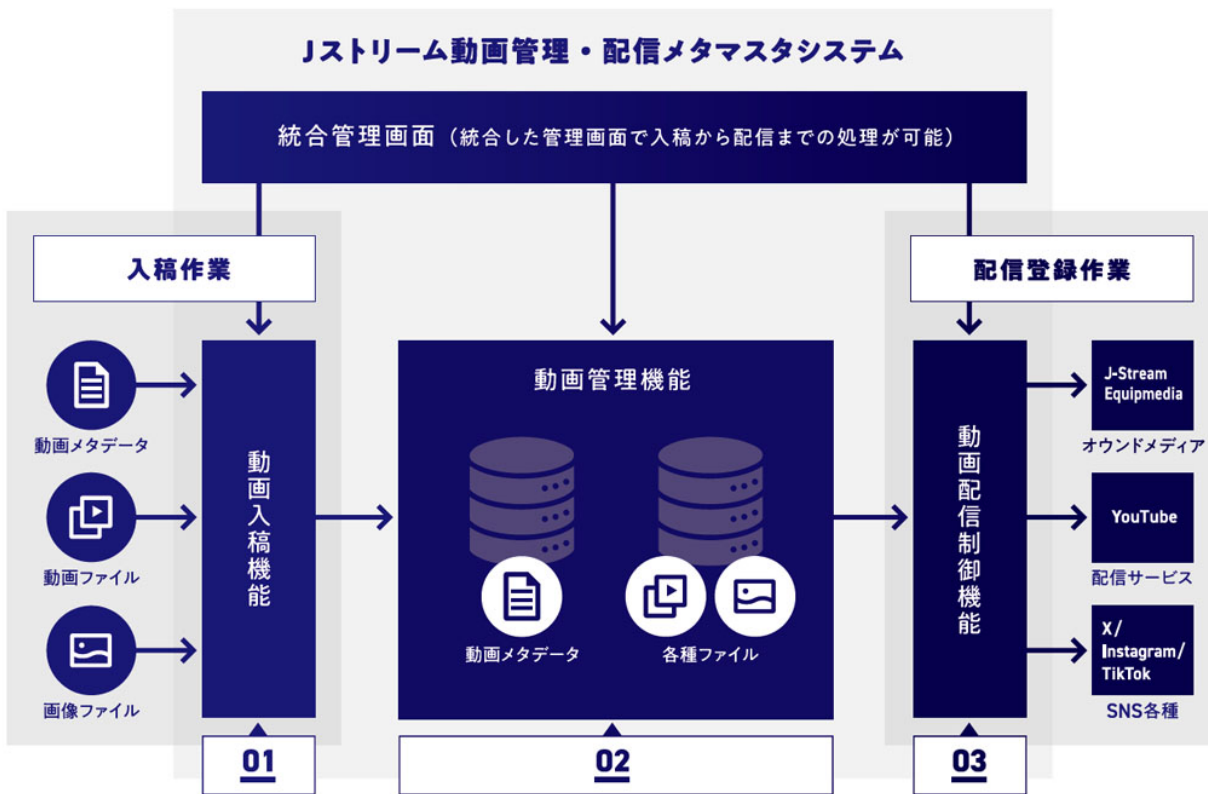 Jストリーム動画管理・配信メタマスタシステム
統合管理画面（統合した管理画面で入稿から配信までの処理が可能）
入稿作業
配信登録作業
動画メタデータ
動画ファイル
画像ファイル
動画入稿機能
動画管理機能
動画メタデータ
各種ファイル
動画配信制御機能
J-Stream
Equipmedia
オウンドメディア
YouTube
配信サービス
X/
Instagram/
TikTok
SNS各種
01
02
03